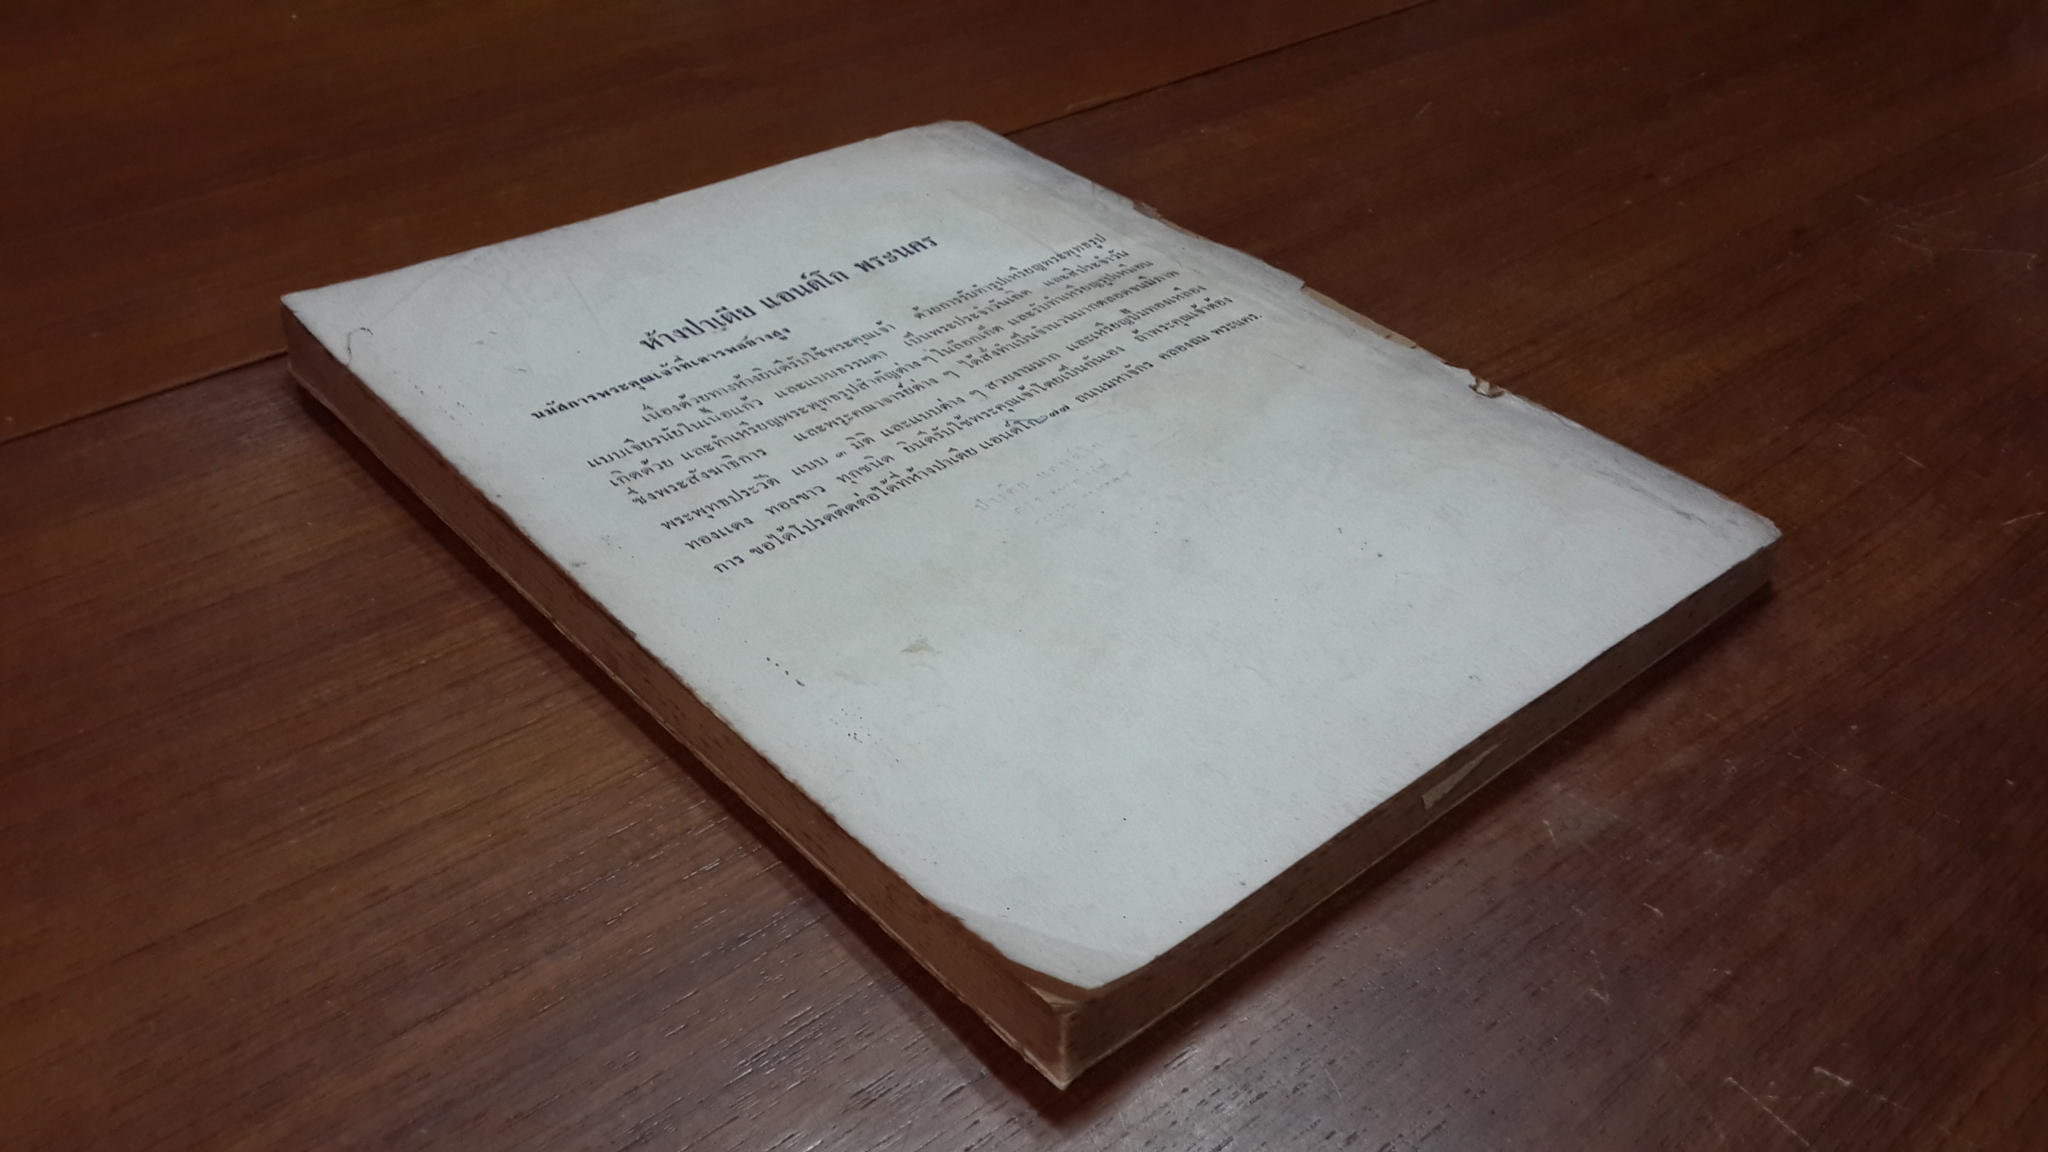 ห้างปาเตีย แอนด์โก พระนคร
นมัสการพระคุณเจ้าที่เคารพอย่างสูง
เนื่องด้วยทางห้างยินดีรับใช้พระคุณเจ้า ด้วยการรับทำรูปเหรียญพระพุทธรูป
แบบเจียรนัยในเนื้อแก้ว และแบบธรรมดา เป็นพระประจำวันเกิด และสีประจำวัน
เกิดด้วย และทำเหรียญพระพุทธรูปสำคัญต่าง ๆ ในล๊อกเก็ต และรับทำเหรียญรูปเหมือน
ซึ่งพระสังฆาธิการ และพระคณาจารย์ต่าง ๆ ได้สั่งทำเป็นจำนวนมากตลอดจนมีภาพ
พระพุทธประวัติ แบบ ๓ มิติ และแบบต่าง ๆ สวยงามมาก และเหรียญปั๊มทองเหลือง
ทองแดง ทองขาว ทุกชนิด ยินดีรับใช้พระคุณเจ้าโดยเป็นกันเอง ถ้าพระคุณเจ้าต้อง
การ ขอได้โปรดติดต่อได้ที่ห้างปาเตีย แอนด์โก ๗๗ ถนนมหาจักร คลองถม พระนคร.